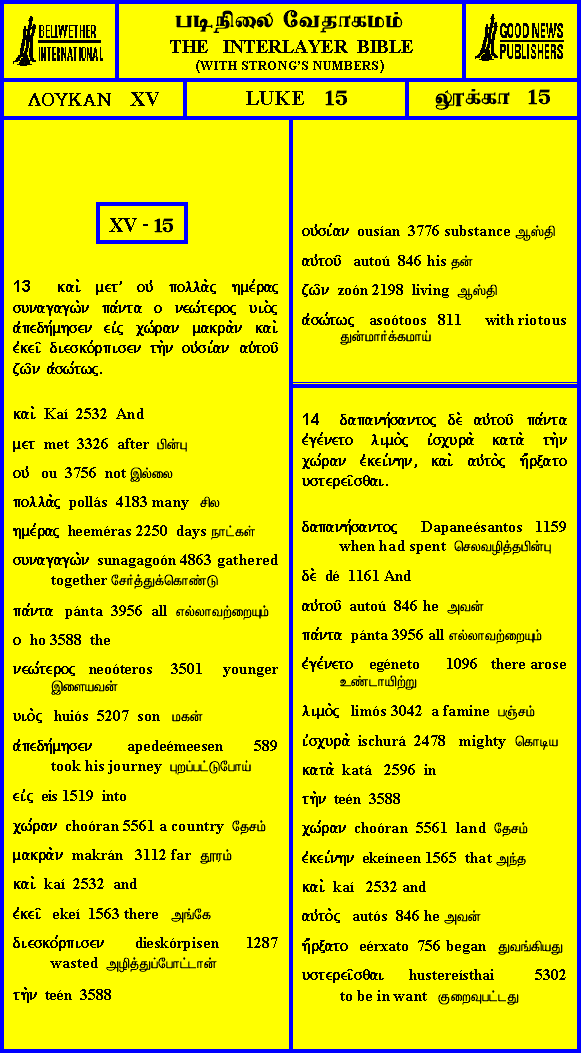 BELLWETHER
INTERNATIONAL
படிநிலை வேதாகமம்
THE INTERLAYER BIBLE
(WITH STRONG'S NUMBERS)
GOOD NEWS
PUBLISHERS
ΛΟΥΚΑΝ XV
LUKE 15
லூக்கா 15
XV - 15
13 καὶ μετ' οὐ πολλὰς ημέρας
συναγαγὼν πάντα ο νεώτερος υιὸς
ἀπεδήμησεν εἰς χώραν μακρὰν καὶ
ἐκεῖ διεσκόρπισεν τὴν οὐσίαν αὐτοῦ
ζῶν ἀσώτως.
καὶ Kaí 2532 And
μετ met 3326 after பின்பு
οὐ ou 3756 not இல்லை
πολλὰς pollás 4183 many சில
ημέρας heeméras 2250 days நாட்கள்
συναγαγὼν sunagagoón 4863 gathered
together சேர்த்துக்கொண்டு
πάντα pánta 3956 all எல்லாவற்றையும்
ο ho 3588 the
νεώτερος neoóteros 3501 younger
இளையவன்
υιὸς huiós 5207 son மகன்
ἀπεδήμησεν apedeémeesen 589
took his journey புறப்பட்டுபோய்
εἰς eis 1519 into
χώραν choóran 5561 a country தேசம்
μακρὰν makrán 3112 far தூரம்
καὶ kaí 2532 and
ἐκεῖ ekeí 1563 there அங்கே
διεσκόρπισεν dieskórpisen 1287
wasted அழித்துப்போட்டான்
τὴν teén 3588
οὐσίαν ousían 3776 substance ஆஸ்தி
αὐτοῦ autoú 846 his தன்
ζῶν zoón 2198 living ஆஸ்தி
ἀσώτως asoótoos 811 with riotous
துன்மார்க்கமாய்
14 δαπανήσαντος δὲ αὐτοῦ πάντα
ἐγένετο λιμὸς ἰσχυρὰ κατὰ τὴν
χώραν ἐκείνην, καὶ αὐτὸς ἤρξατο
υστερεῖσθαι.
δαπανήσαντος Dapaneésantos 1159
when had spent செலவழித்தபின்பு
δὲ dé 1161 And
αὐτοῦ autoú 846 he அவன்
πάντα pánta 3956 all எல்லாவற்றையும்
ἐγένετο egéneto 1096 there arose
உண்டாயிற்று
λιμὸς limós 3042 a famine பஞ்சம்
ἰσχυρὰ ischurá 2478 mighty கொடிய
κατὰ katá 2596 in
τὴν teén 3588
χώραν choóran 5561 land தேசம்
ἐκείνην ekeíneen 1565 that அந்த
καὶ kaí 2532 and
αὐτὸς autós 846 he அவன்
ἤρξατο eérxato 756 began துவங்கியது
υστερεῖσθαι hustereísthai 5302
to be in want குறைவுபட்டது